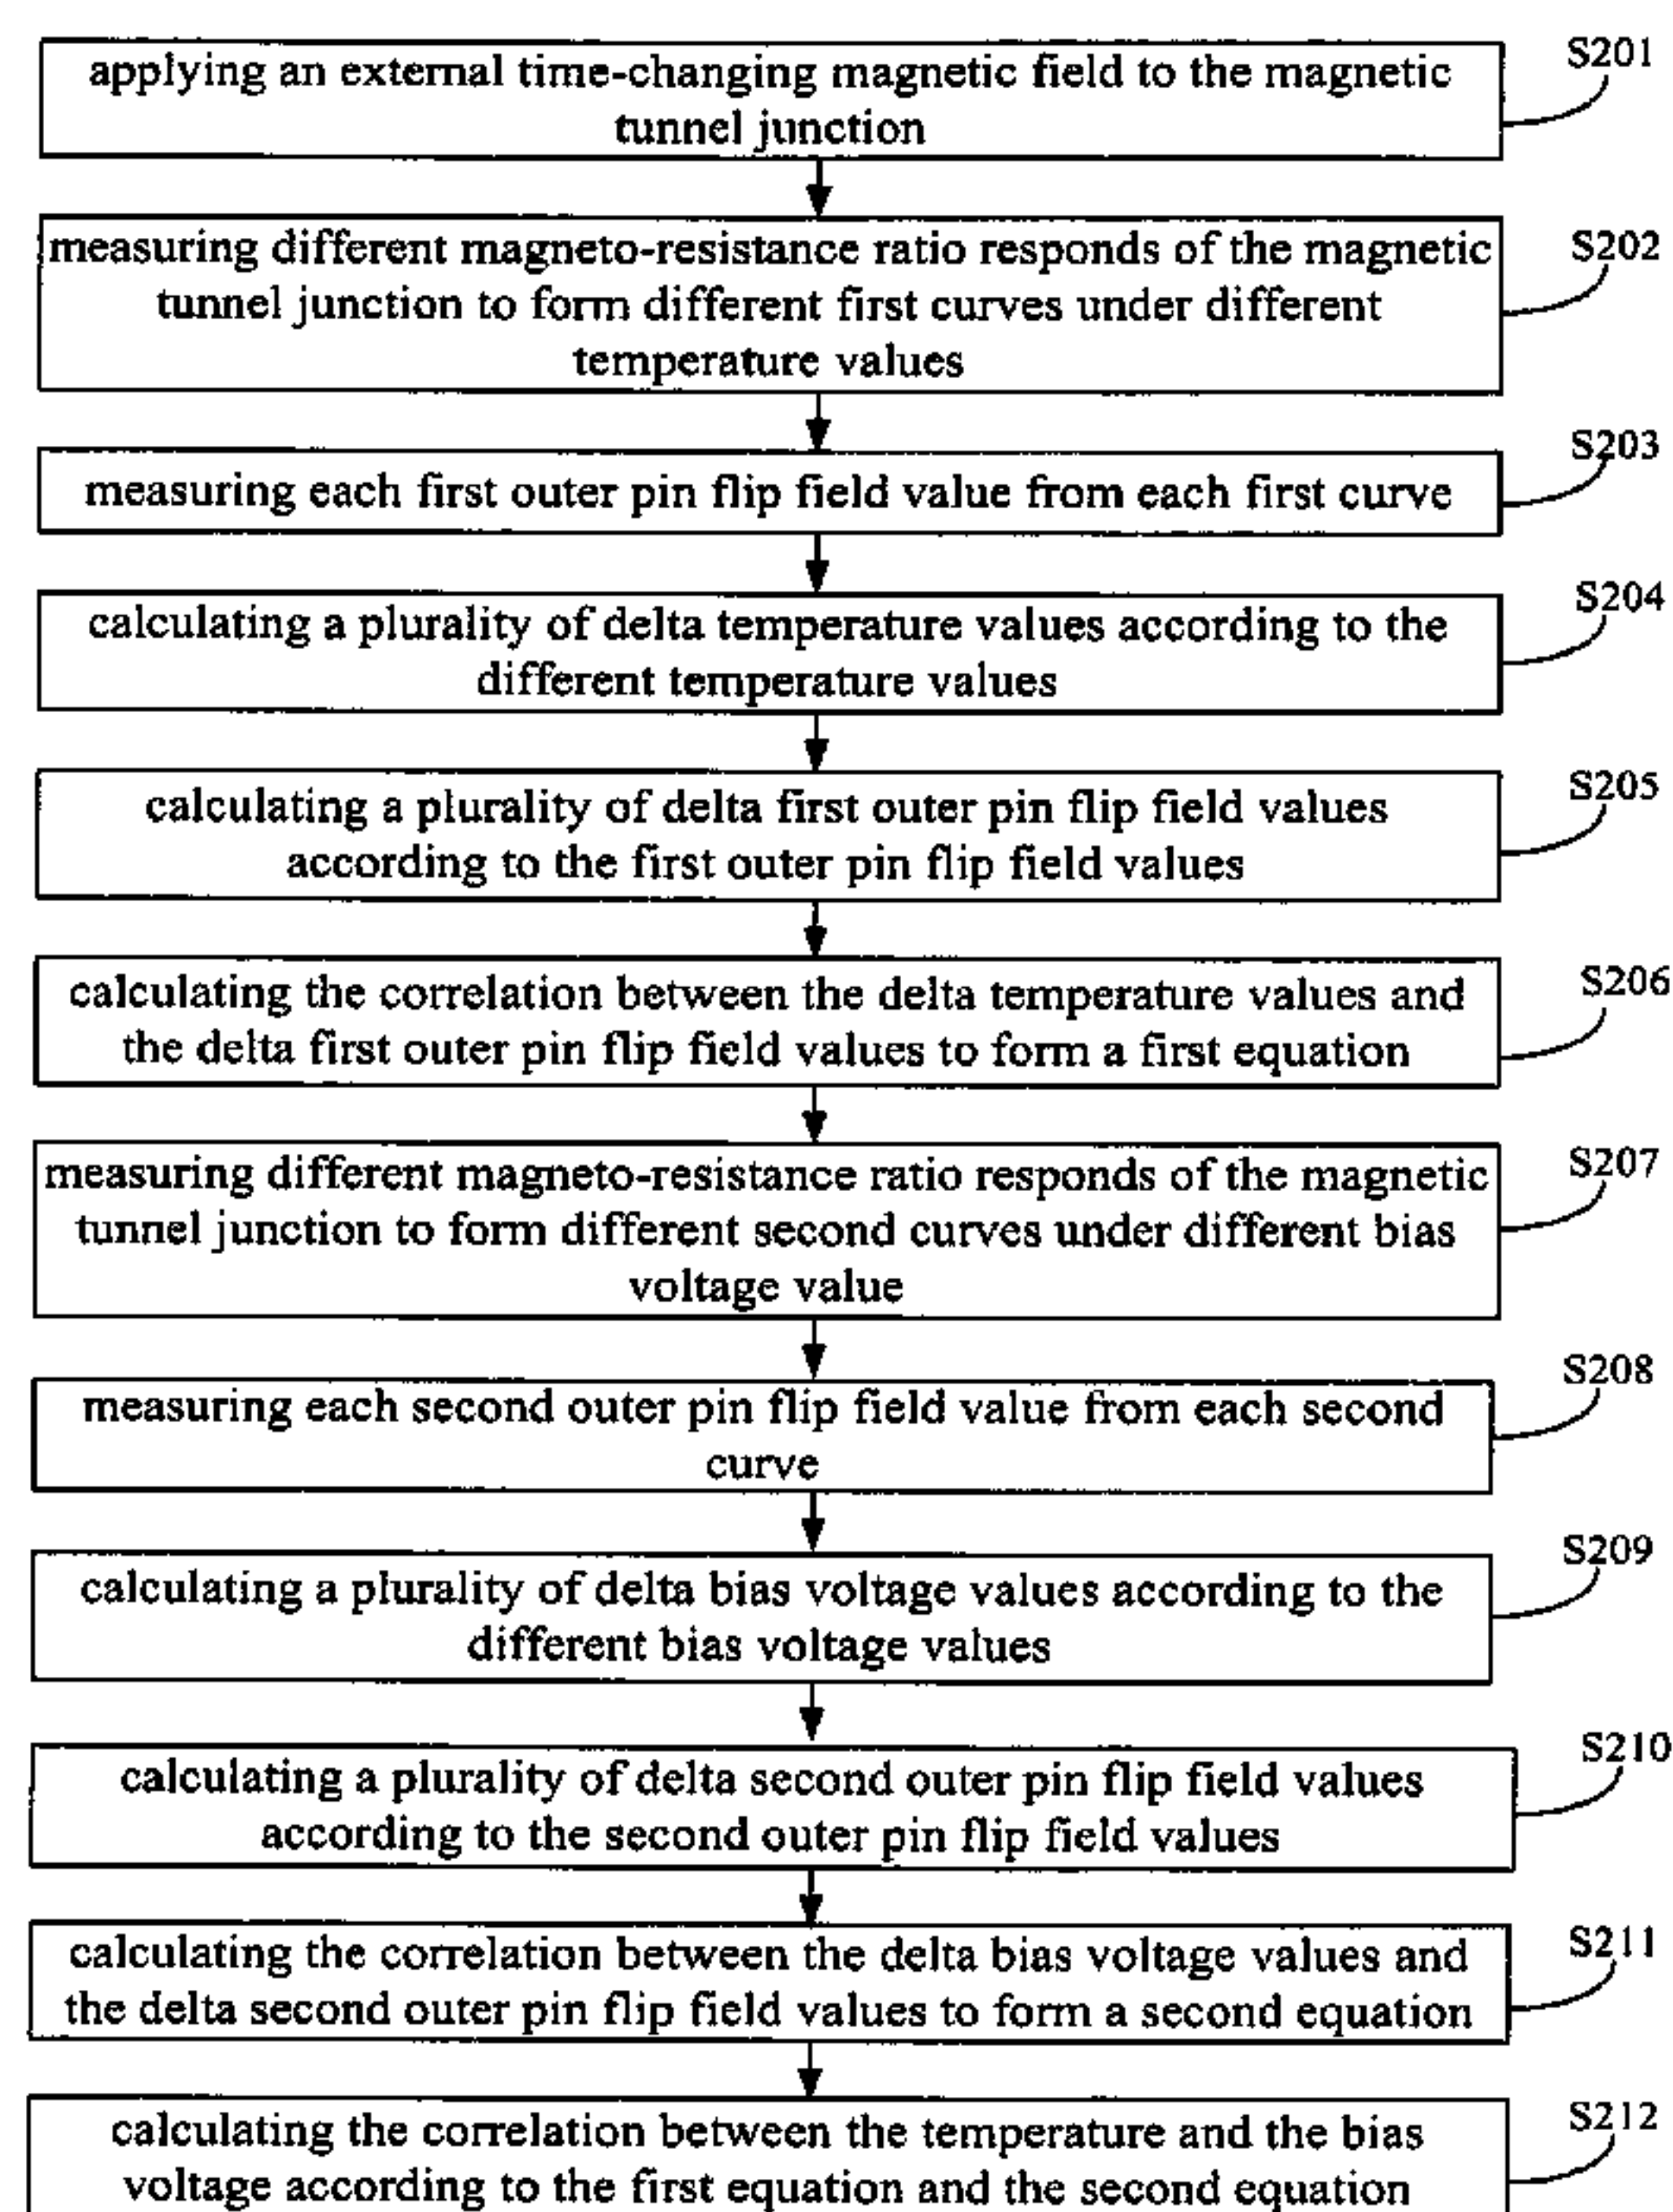 applying an external time-changing magnetic field to the magnetic
tunnel junction
S201
measuring different magneto-resistance ratio responds of the magnetic
tunnel junction to form different first curves under different
temperature values
S202
measuring each first outer pin flip field value from each first curve
S203
calculating a plurality of delta temperature values according to the
different temperature values
S204
calculating a plurality of delta first outer pin flip field values
according to the first outer pin flip field values
S205
calculating the correlation between the delta temperature values and
the delta first outer pin flip field values to form a first equation
S206
measuring different magneto-resistance ratio responds of the magnetic
tunnel junction to form different second curves under different bias
voltage value
S207
measuring each second outer pin flip field value from each second
curve
S208
calculating a plurality of delta bias voltage values according to the
different bias voltage values
S209
calculating a plurality of delta second outer pin flip field values
according to the second outer pin flip field values
S210
calculating the correlation between the delta bias voltage values and
the delta second outer pin flip field values to form a second equation
S211
calculating the correlation between the temperature and the bias
voltage according to the first equation and the second equation
S212